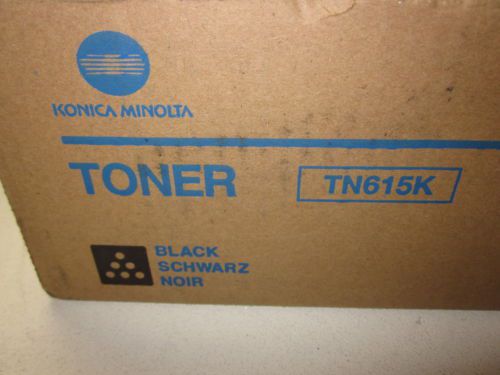 KONICA MINOLTA
TONER
TN615K
BLACK
SCHWARZ
NOIR